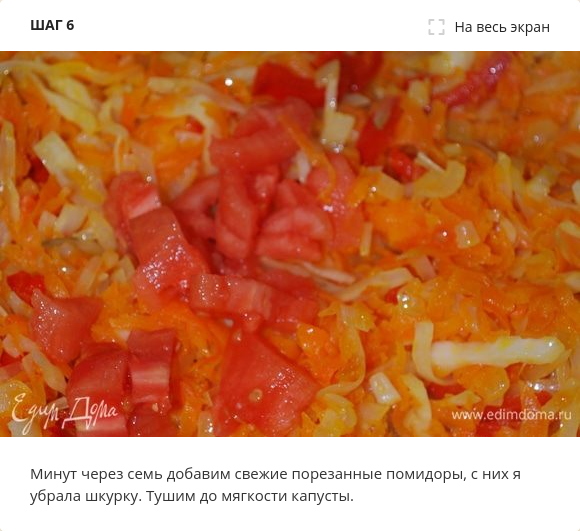 ШАГ 6
На весь экран
Едим Дома
www.edimdoma.ru
Минут через семь добавим свежие порезанные помидоры, с них я
убрала шкурку. Тушим до мягкости капусты.